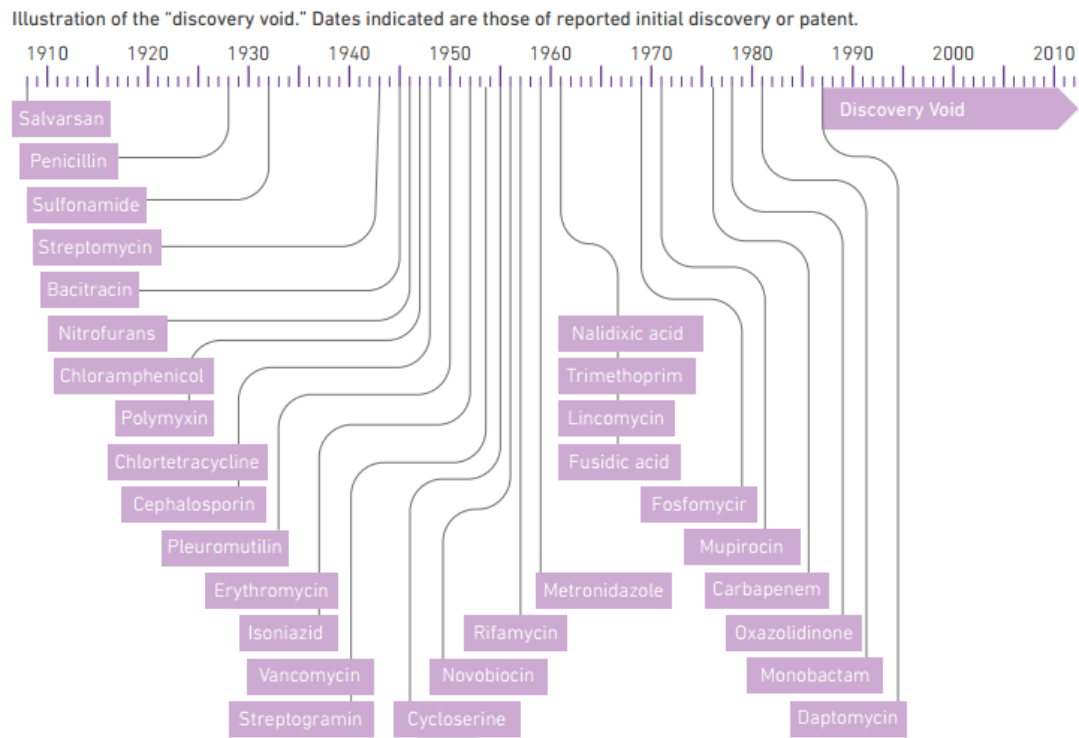 Illustration of the “discovery void.” Dates indicated are those of reported initial discovery or patent.
1910 1920 1930 1940 1950 1960 1970 1980 1990 2000 2010
Discovery Void
Salvarsan
Penicillin
Sulfonamide
Streptomycin
Bacitracin
Nitrofurans
Chloramphenicol
Polymyxin
Chlortetracycline
Cephalosporin
Pleuromutilin
Erythromycin
Isoniazid
Vancomycin
Streptogramin
Cycloserine
Novobiocin
Rifamycin
Metronidazole
Nalidixic acid
Trimethoprim
Lincomycin
Fusidic acid
Fosfomycir
Mupirocin
Carbapenem
Oxazolidinone
Monobactam
Daptomycin